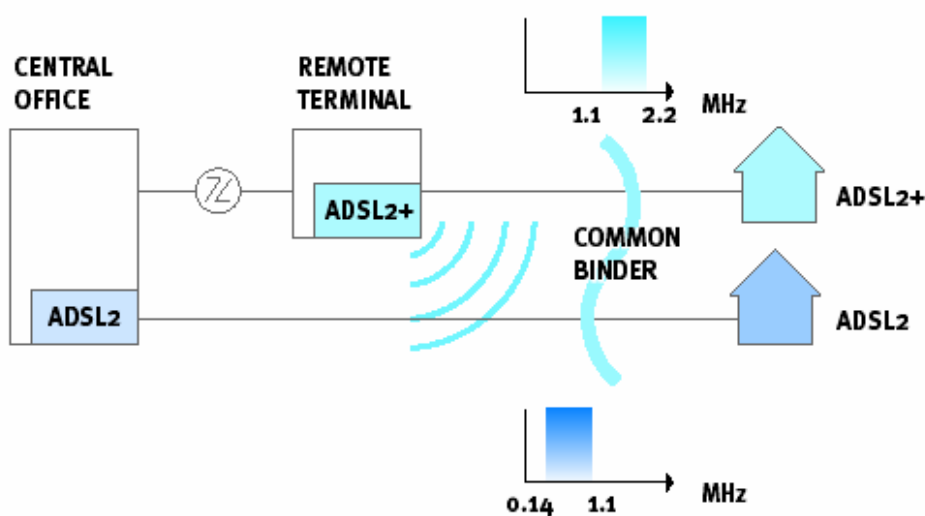 CENTRAL
OFFICE
REMOTE
TERMINAL
1.1 2.2 MHz
ADSL2+
ADSL2+
COMMON
BINDER
ADSL2
ADSL2
0.14 1.1 MHz